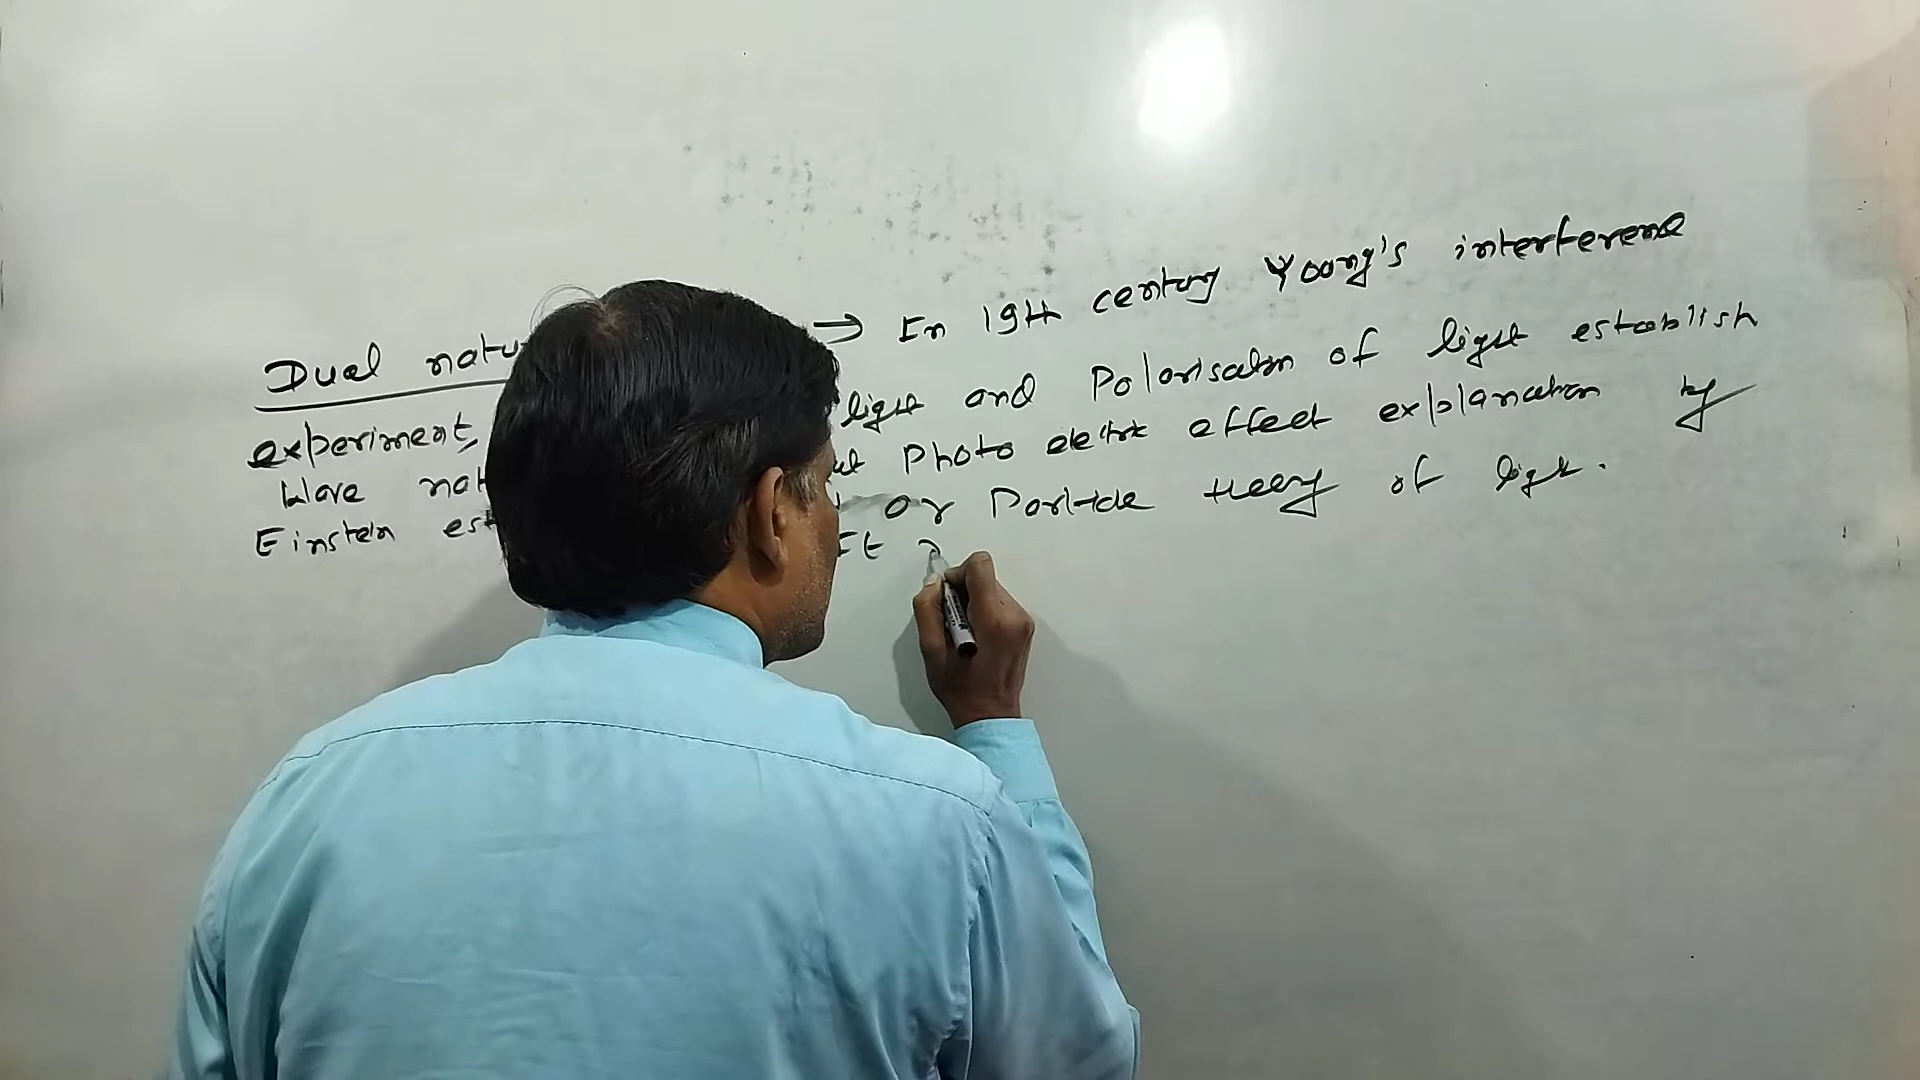 Dual natu → In 19th century Young's interference
experiment, light and Polarisation of light establish
Wave nat Photo electric effect explanation by
Einstein est or Particle theory of light.
It